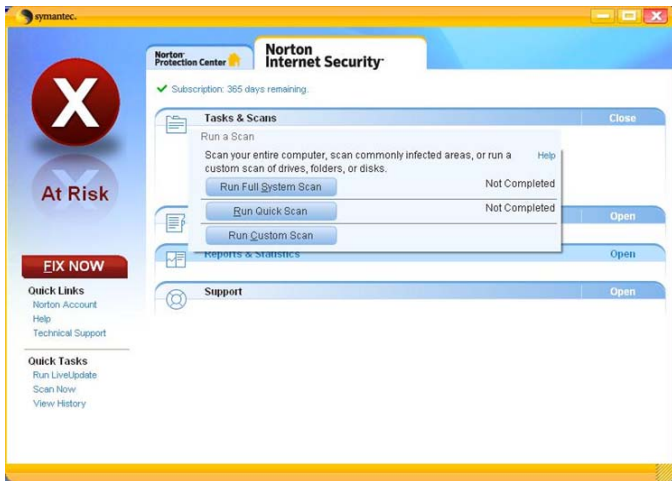 symantec.
Norton
Protection Center
Norton
Internet Security
Subscription: 365 days remaining.
X
At Risk
FIX NOW
Quick Links
Norton Account
Help
Technical Support
Quick Tasks
Run LiveUpdate
Scan Now
View History
Tasks & Scans
Close
Run a Scan
Scan your entire computer, scan commonly infected areas, or run a
custom scan of drives, folders, or disks.
Help
Run Full System Scan
Not Completed
Run Quick Scan
Not Completed
Run Custom Scan
Open
Reports & Statistics
Open
Support
Open